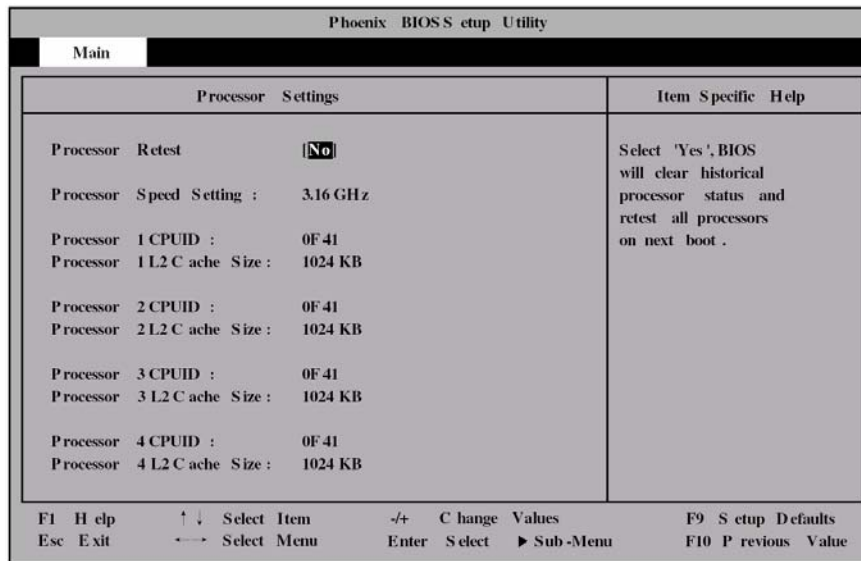 Phoenix BIOS Setup Utility
Main
Processor Settings
Item Specific Help
Processor Retest [No]
Processor Speed Setting : 3.16 GHz
Processor 1 CPUID : 0F41
Processor 1 L2 Cache Size : 1024 KB
Processor 2 CPUID : 0F41
Processor 2 L2 Cache Size : 1024 KB
Processor 3 CPUID : 0F41
Processor 3 L2 Cache Size : 1024 KB
Processor 4 CPUID : 0F41
Processor 4 L2 Cache Size : 1024 KB
Select 'Yes', BIOS
will clear historical
processor status and
retest all processors
on next boot .
F1 Help ↑ ↓ Select Item -/+ Change Values F9 Setup Defaults
Esc Exit ←→ Select Menu Enter Select ▶ Sub-Menu F10 Previous Value